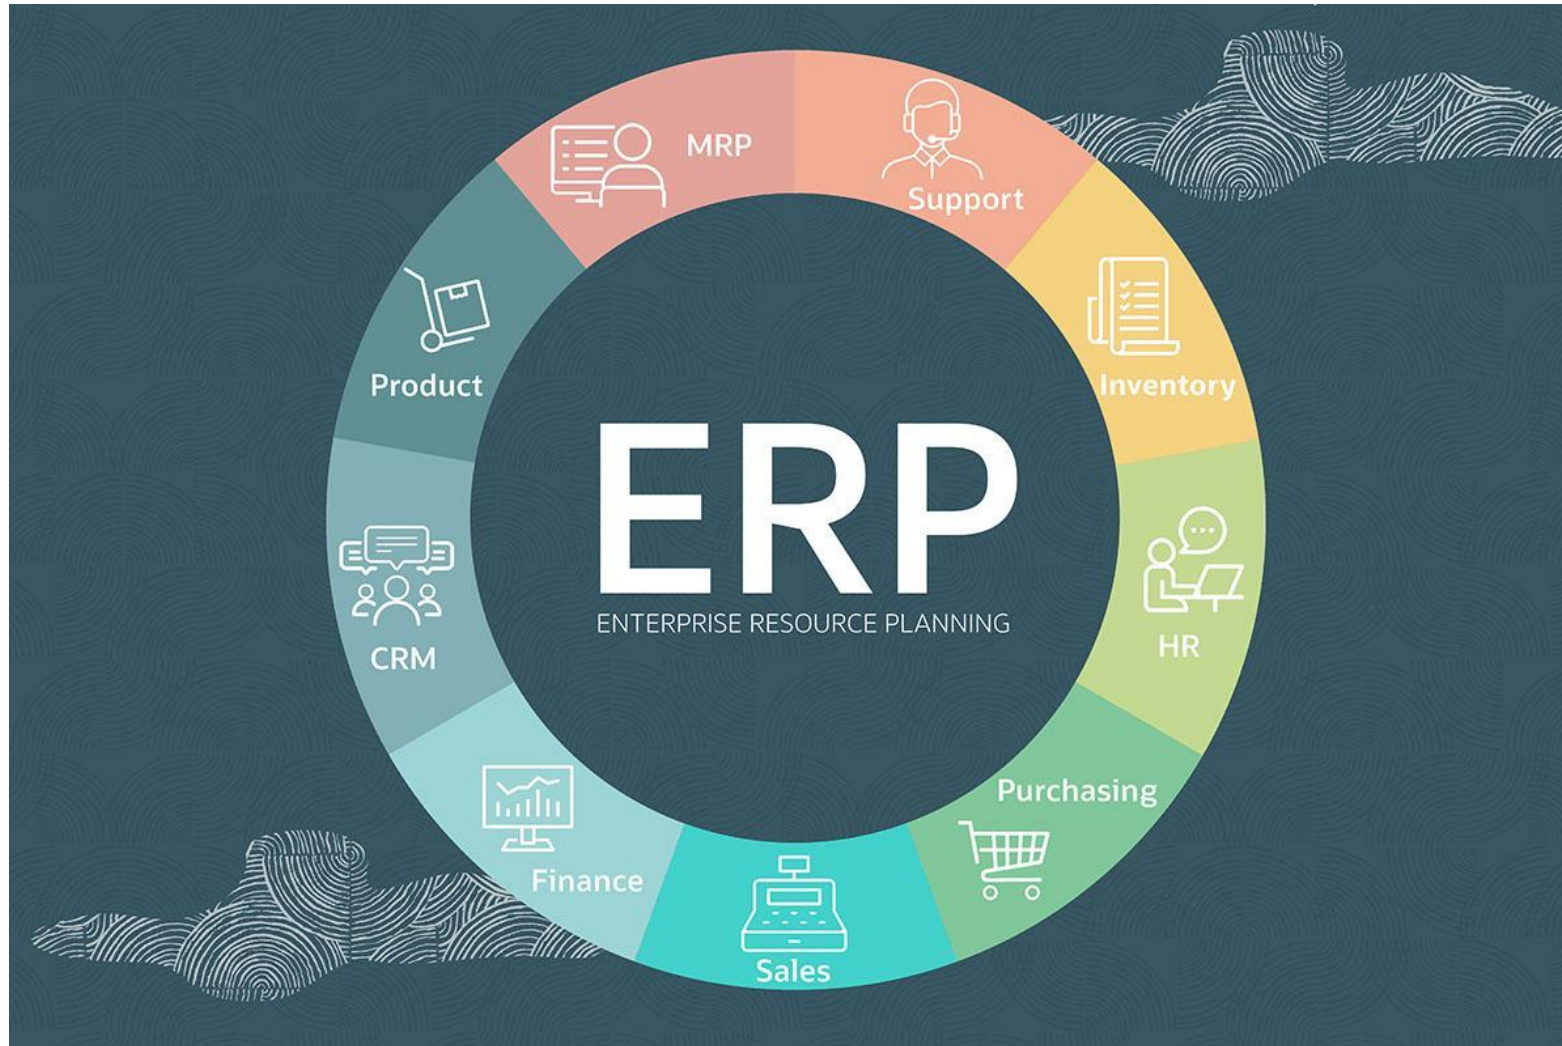 MRP
Support
Product
Inventory
ERP
ENTERPRISE RESOURCE PLANNING
CRM
HR
Purchasing
Finance
Sales